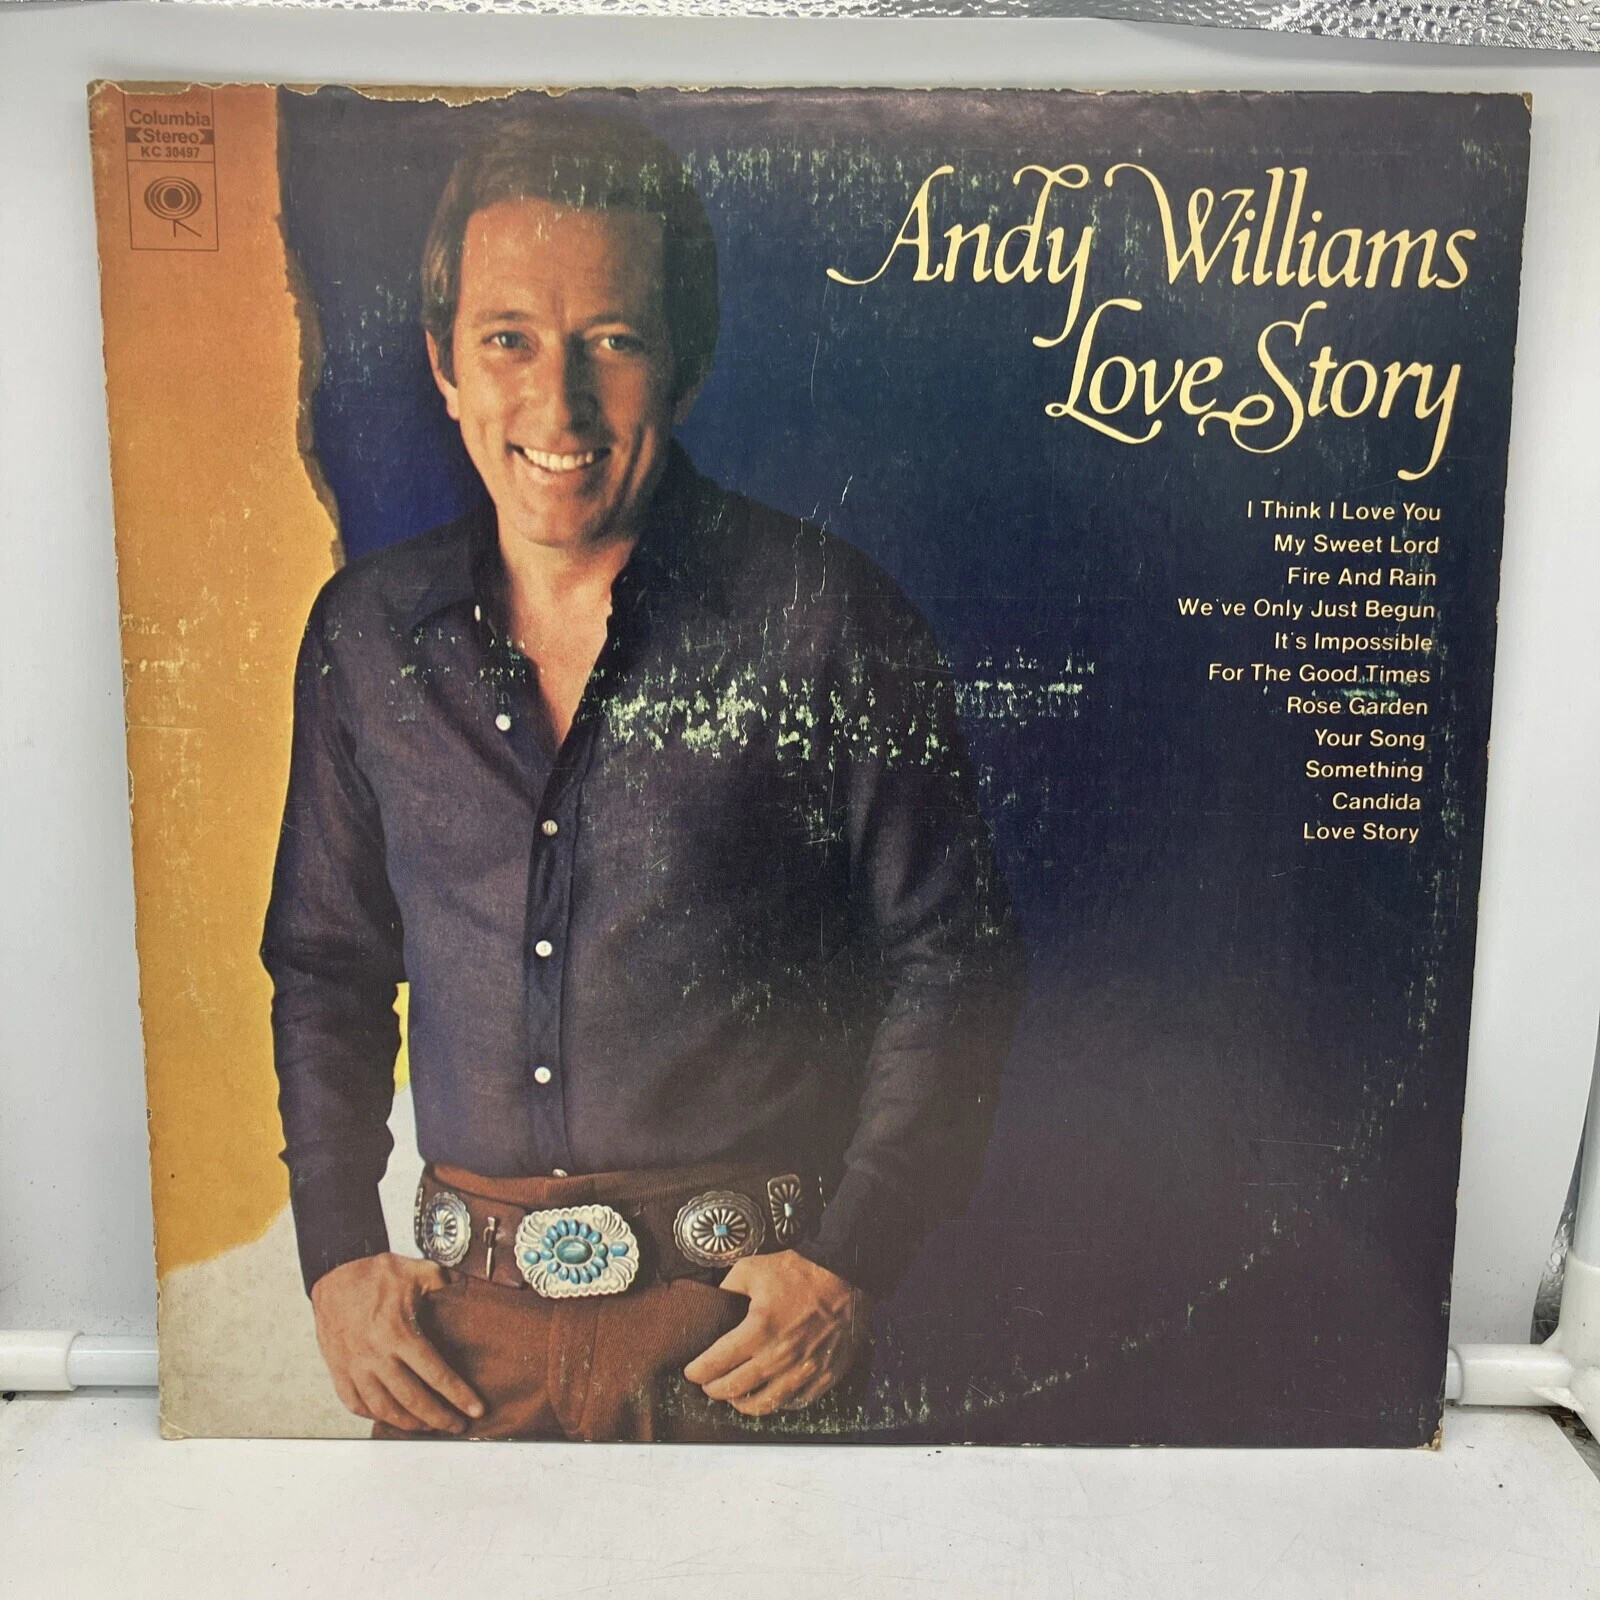 Columbia
Stereo
KC 30497
Andy Williams
Love Story
I Think I Love You
My Sweet Lord
Fire And Rain
We've Only Just Begun
It's Impossible
For The Good Times
Rose Garden
Your Song
Something
Candida
Love Story